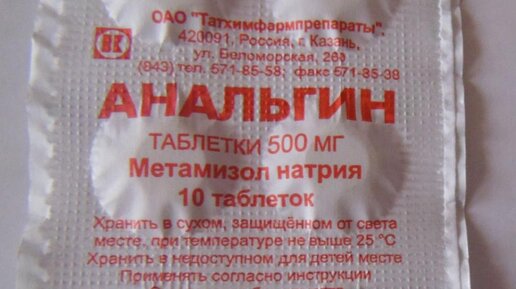 ОАО "Татхимфармпрепараты".
420091, Россия, г. Казань,
ул. Беломорская, 260
(843) тел. 571-85-58; факс 571-85-38
АНАЛЬГИН
ТАБЛЕТКИ 500 МГ
Метамизол натрия
10 таблеток
Хранить в сухом, защищённом от света
месте, при температуре не выше 25 °C
Хранить в недоступном для детей месте
Применять согласно инструкции